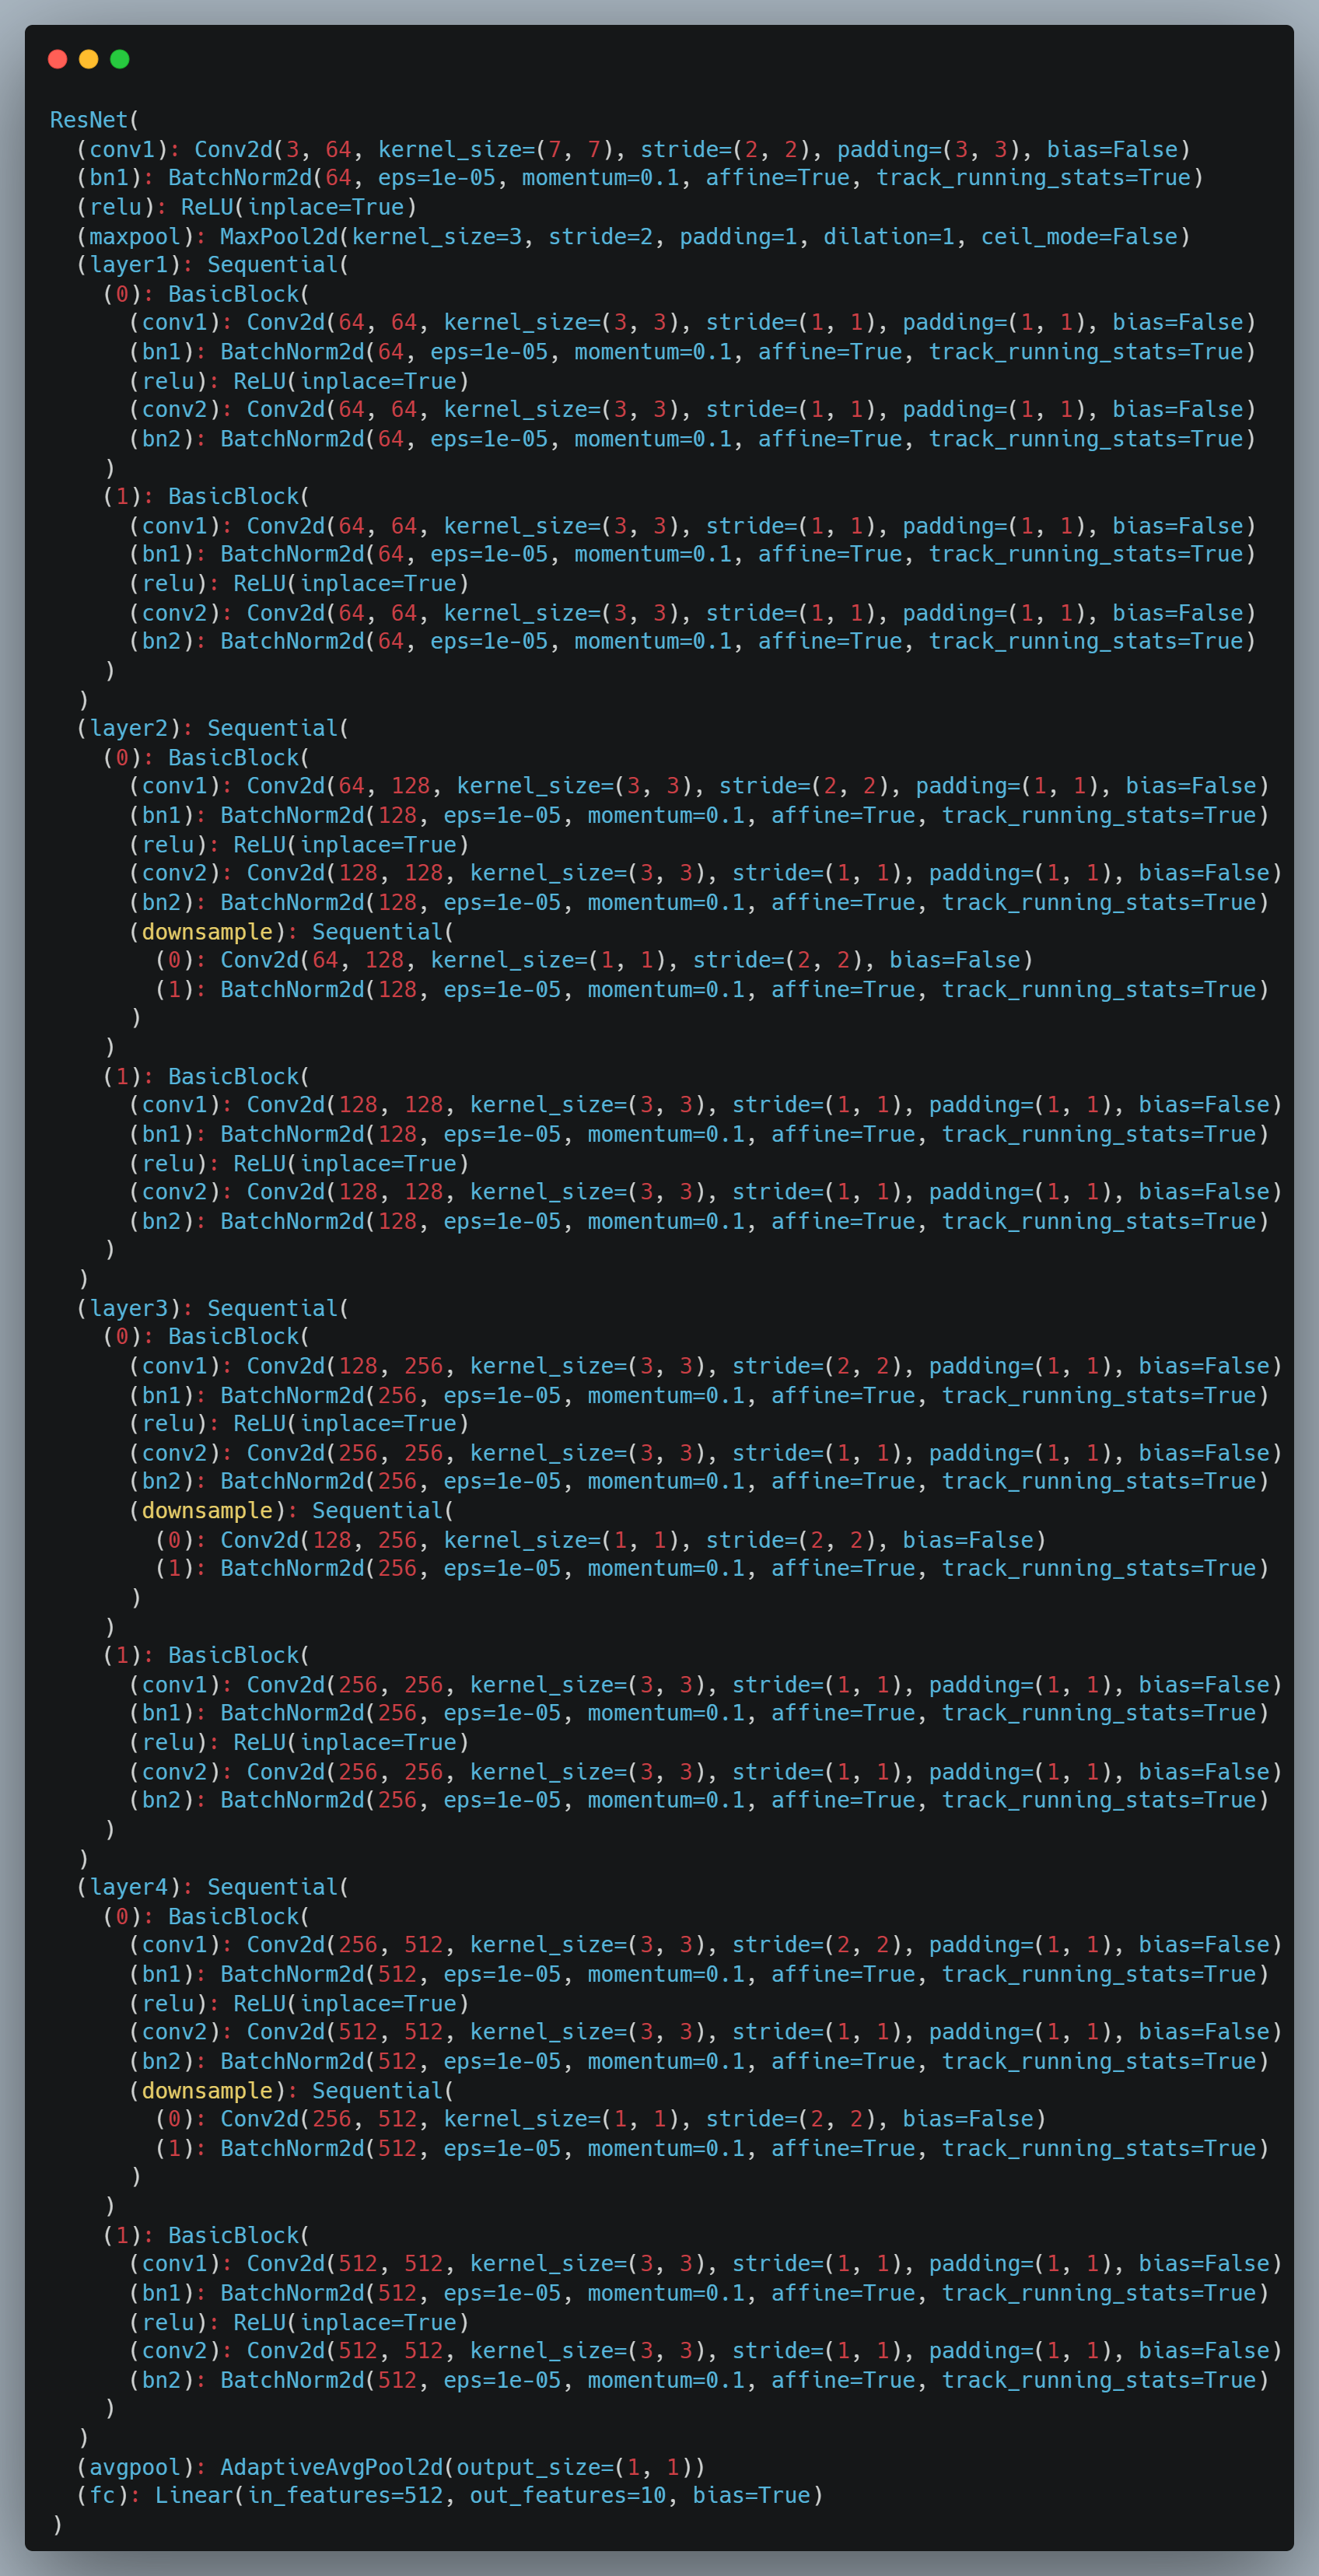 ResNet(
  (conv1): Conv2d(3, 64, kernel_size=(7, 7), stride=(2, 2), padding=(3, 3), bias=False)
  (bn1): BatchNorm2d(64, eps=1e-05, momentum=0.1, affine=True, track_running_stats=True)
  (relu): ReLU(inplace=True)
  (maxpool): MaxPool2d(kernel_size=3, stride=2, padding=1, dilation=1, ceil_mode=False)
  (layer1): Sequential(
    (0): BasicBlock(
      (conv1): Conv2d(64, 64, kernel_size=(3, 3), stride=(1, 1), padding=(1, 1), bias=False)
      (bn1): BatchNorm2d(64, eps=1e-05, momentum=0.1, affine=True, track_running_stats=True)
      (relu): ReLU(inplace=True)
      (conv2): Conv2d(64, 64, kernel_size=(3, 3), stride=(1, 1), padding=(1, 1), bias=False)
      (bn2): BatchNorm2d(64, eps=1e-05, momentum=0.1, affine=True, track_running_stats=True)
    )
    (1): BasicBlock(
      (conv1): Conv2d(64, 64, kernel_size=(3, 3), stride=(1, 1), padding=(1, 1), bias=False)
      (bn1): BatchNorm2d(64, eps=1e-05, momentum=0.1, affine=True, track_running_stats=True)
      (relu): ReLU(inplace=True)
      (conv2): Conv2d(64, 64, kernel_size=(3, 3), stride=(1, 1), padding=(1, 1), bias=False)
      (bn2): BatchNorm2d(64, eps=1e-05, momentum=0.1, affine=True, track_running_stats=True)
    )
  )
  (layer2): Sequential(
    (0): BasicBlock(
      (conv1): Conv2d(64, 128, kernel_size=(3, 3), stride=(2, 2), padding=(1, 1), bias=False)
      (bn1): BatchNorm2d(128, eps=1e-05, momentum=0.1, affine=True, track_running_stats=True)
      (relu): ReLU(inplace=True)
      (conv2): Conv2d(128, 128, kernel_size=(3, 3), stride=(1, 1), padding=(1, 1), bias=False)
      (bn2): BatchNorm2d(128, eps=1e-05, momentum=0.1, affine=True, track_running_stats=True)
      (downsample): Sequential(
        (0): Conv2d(64, 128, kernel_size=(1, 1), stride=(2, 2), bias=False)
        (1): BatchNorm2d(128, eps=1e-05, momentum=0.1, affine=True, track_running_stats=True)
      )
    )
    (1): BasicBlock(
      (conv1): Conv2d(128, 128, kernel_size=(3, 3), stride=(1, 1), padding=(1, 1), bias=False)
      (bn1): BatchNorm2d(128, eps=1e-05, momentum=0.1, affine=True, track_running_stats=True)
      (relu): ReLU(inplace=True)
      (conv2): Conv2d(128, 128, kernel_size=(3, 3), stride=(1, 1), padding=(1, 1), bias=False)
      (bn2): BatchNorm2d(128, eps=1e-05, momentum=0.1, affine=True, track_running_stats=True)
    )
  )
  (layer3): Sequential(
    (0): BasicBlock(
      (conv1): Conv2d(128, 256, kernel_size=(3, 3), stride=(2, 2), padding=(1, 1), bias=False)
      (bn1): BatchNorm2d(256, eps=1e-05, momentum=0.1, affine=True, track_running_stats=True)
      (relu): ReLU(inplace=True)
      (conv2): Conv2d(256, 256, kernel_size=(3, 3), stride=(1, 1), padding=(1, 1), bias=False)
      (bn2): BatchNorm2d(256, eps=1e-05, momentum=0.1, affine=True, track_running_stats=True)
      (downsample): Sequential(
        (0): Conv2d(128, 256, kernel_size=(1, 1), stride=(2, 2), bias=False)
        (1): BatchNorm2d(256, eps=1e-05, momentum=0.1, affine=True, track_running_stats=True)
      )
    )
    (1): BasicBlock(
      (conv1): Conv2d(256, 256, kernel_size=(3, 3), stride=(1, 1), padding=(1, 1), bias=False)
      (bn1): BatchNorm2d(256, eps=1e-05, momentum=0.1, affine=True, track_running_stats=True)
      (relu): ReLU(inplace=True)
      (conv2): Conv2d(256, 256, kernel_size=(3, 3), stride=(1, 1), padding=(1, 1), bias=False)
      (bn2): BatchNorm2d(256, eps=1e-05, momentum=0.1, affine=True, track_running_stats=True)
    )
  )
  (layer4): Sequential(
    (0): BasicBlock(
      (conv1): Conv2d(256, 512, kernel_size=(3, 3), stride=(2, 2), padding=(1, 1), bias=False)
      (bn1): BatchNorm2d(512, eps=1e-05, momentum=0.1, affine=True, track_running_stats=True)
      (relu): ReLU(inplace=True)
      (conv2): Conv2d(512, 512, kernel_size=(3, 3), stride=(1, 1), padding=(1, 1), bias=False)
      (bn2): BatchNorm2d(512, eps=1e-05, momentum=0.1, affine=True, track_running_stats=True)
      (downsample): Sequential(
        (0): Conv2d(256, 512, kernel_size=(1, 1), stride=(2, 2), bias=False)
        (1): BatchNorm2d(512, eps=1e-05, momentum=0.1, affine=True, track_running_stats=True)
      )
    )
    (1): BasicBlock(
      (conv1): Conv2d(512, 512, kernel_size=(3, 3), stride=(1, 1), padding=(1, 1), bias=False)
      (bn1): BatchNorm2d(512, eps=1e-05, momentum=0.1, affine=True, track_running_stats=True)
      (relu): ReLU(inplace=True)
      (conv2): Conv2d(512, 512, kernel_size=(3, 3), stride=(1, 1), padding=(1, 1), bias=False)
      (bn2): BatchNorm2d(512, eps=1e-05, momentum=0.1, affine=True, track_running_stats=True)
    )
  )
  (avgpool): AdaptiveAvgPool2d(output_size=(1, 1))
  (fc): Linear(in_features=512, out_features=10, bias=True)
)